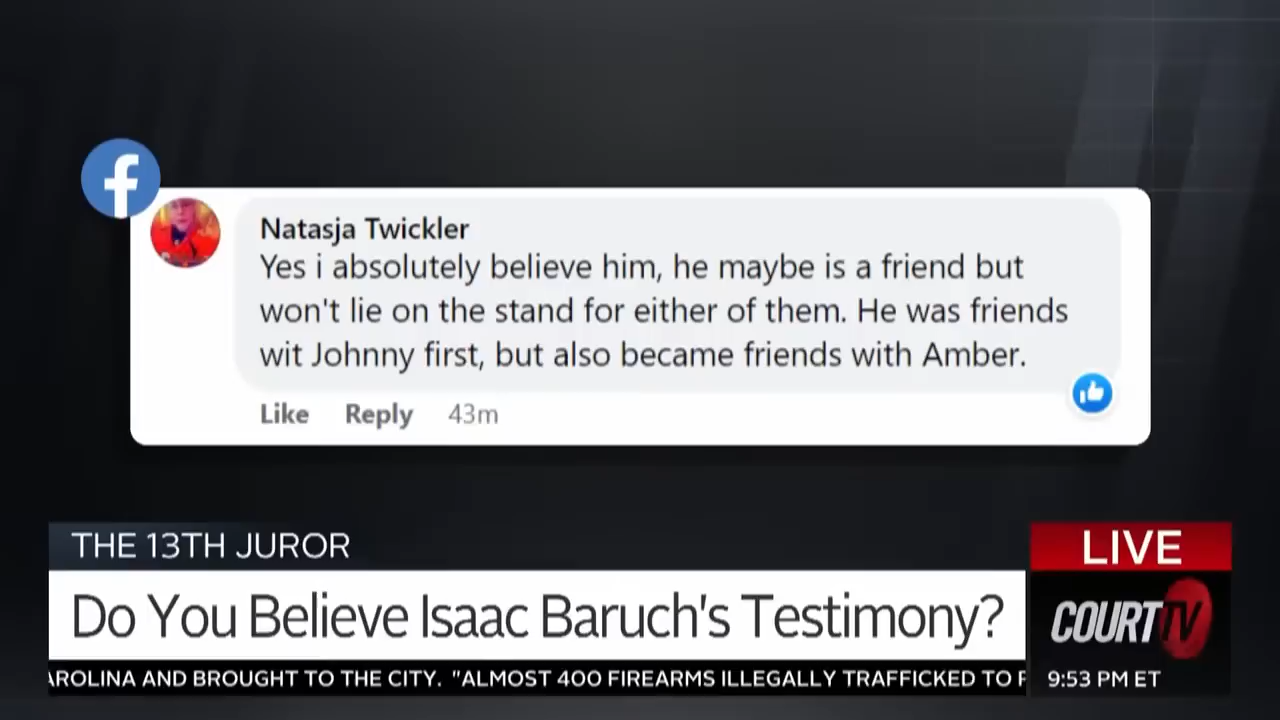 f
Natasja Twickler
Yes i absolutely believe him, he maybe is a friend but
won't lie on the stand for either of them. He was friends
wit Johnny first, but also became friends with Amber.
Like Reply 43m
THE 13TH JUROR
LIVE
Do You Believe Isaac Baruch's Testimony?
COURT TV
AROLINA AND BROUGHT TO THE CITY. "ALMOST 400 FIREARMS ILLEGALLY TRAFFICKED TO
9:53 PM ET